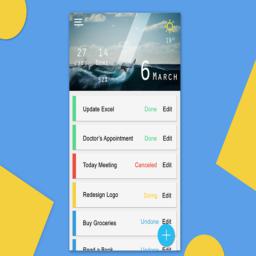 27 14
19°
6 MARCH
Update Excel Done Edit
Doctor's Appointment Done Edit
Today Meeting Canceled Edit
Redesign Logo Doing Edit
Buy Groceries Undone Edit
Read a Book Undone Edit